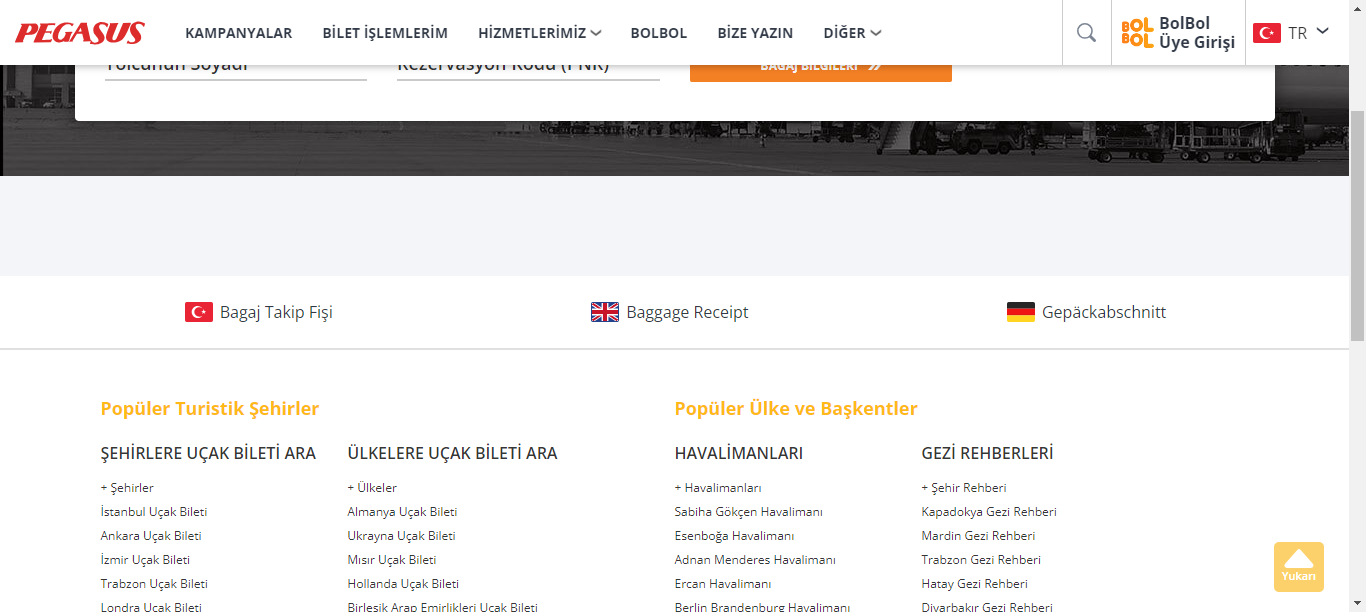 PEGASUS
KAMPANYALAR
BİLET İŞLEMLERİM
HİZMETLERİMİZ
BOLBOL
BİZE YAZIN
DİĞER
BOL
BOL
BolBol
Üye Girişi
TR
Yolcunun Soyadı
Rezervasyon Kodu (PNR)
BAGAJ BİLGİLERİ
Bagaj Takip Fişi
Baggage Receipt
Gepäckabschnitt
Popüler Turistik Şehirler
Popüler Ülke ve Başkentler
ŞEHİRLERE UÇAK BİLETİ ARA
+ Şehirler
İstanbul Uçak Bileti
Ankara Uçak Bileti
İzmir Uçak Bileti
Trabzon Uçak Bileti
Londra Uçak Bileti
ÜLKELERE UÇAK BİLETİ ARA
+ Ülkeler
Almanya Uçak Bileti
Ukrayna Uçak Bileti
Mısır Uçak Bileti
Hollanda Uçak Bileti
Birleşik Arap Emirlikleri Uçak Bileti
HAVALİMANLARI
+ Havalimanları
Sabiha Gökçen Havalimanı
Esenboğa Havalimanı
Adnan Menderes Havalimanı
Ercan Havalimanı
Berlin Brandenburg Havalimanı
GEZİ REHBERLERİ
+ Şehir Rehberi
Kapadokya Gezi Rehberi
Mardin Gezi Rehberi
Trabzon Gezi Rehberi
Hatay Gezi Rehberi
Diyarbakır Gezi Rehberi
Yukarı